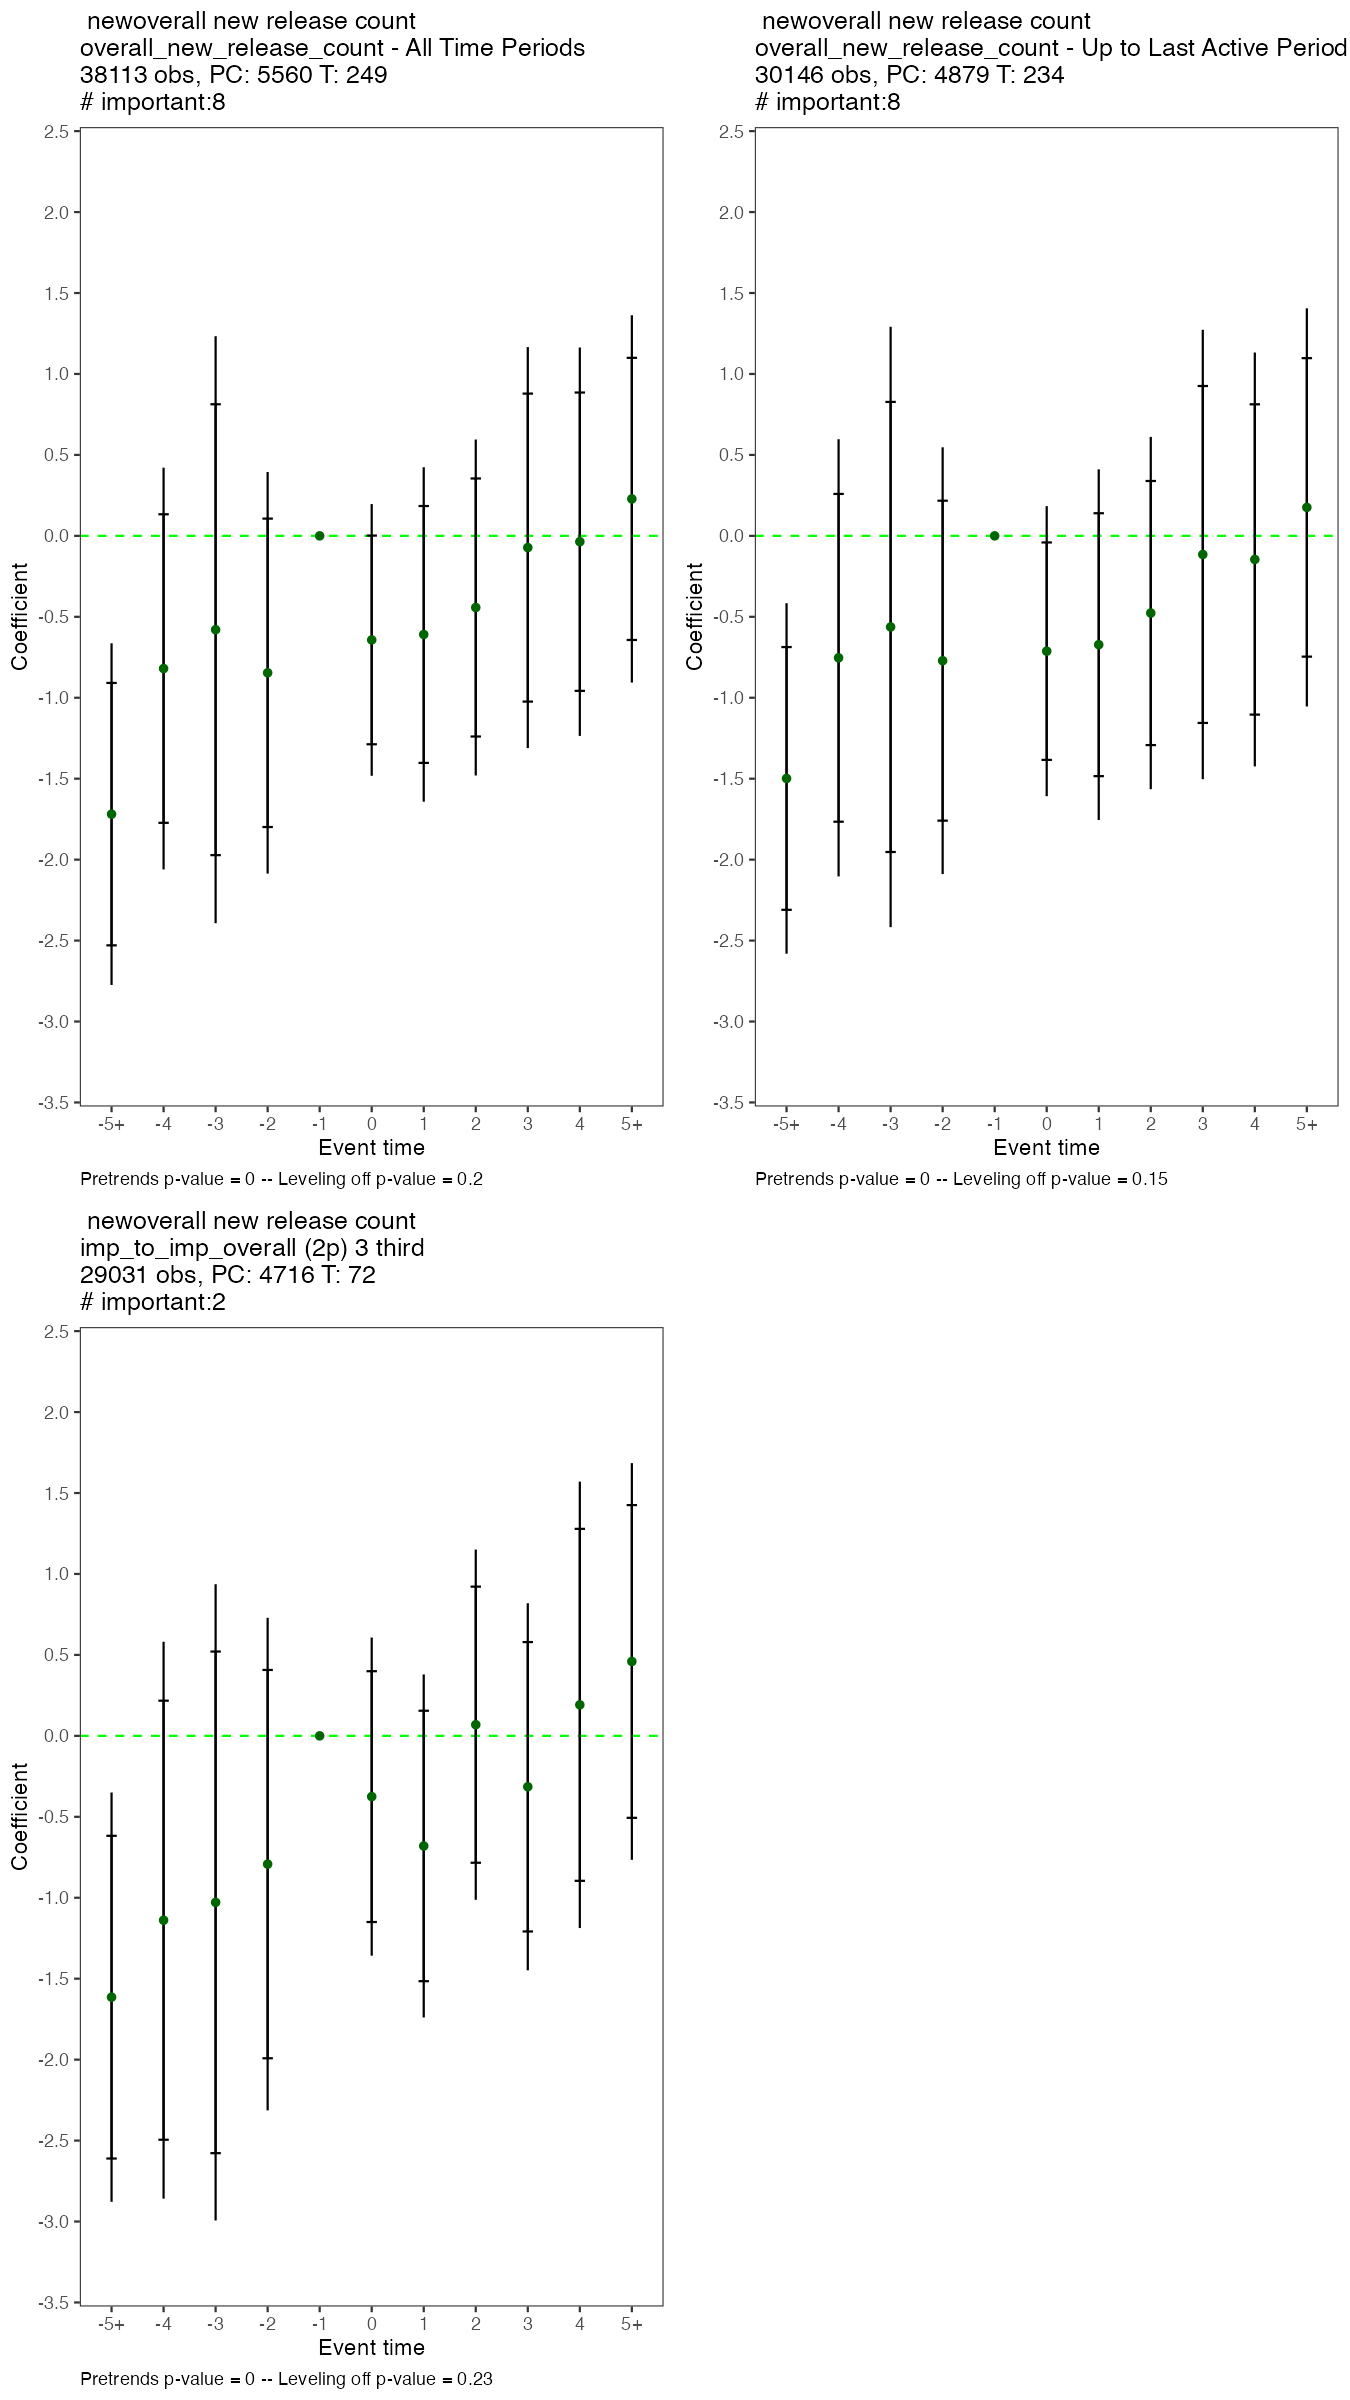 newoverall new release count
overall_new_release_count - All Time Periods
38113 obs, PC: 5560 T: 249
# important:8
2.5
2.0
1.5
1.0
0.5
0.0
-0.5
-1.0
-1.5
-2.0
-2.5
-3.0
-3.5
Coefficient
-5+ -4 -3 -2 -1 0 1 2 3 4 5+
Event time
Pretrends p-value = 0 -- Leveling off p-value = 0.2
newoverall new release count
overall_new_release_count - Up to Last Active Period
30146 obs, PC: 4879 T: 234
# important:8
2.5
2.0
1.5
1.0
0.5
0.0
-0.5
-1.0
-1.5
-2.0
-2.5
-3.0
-3.5
Coefficient
-5+ -4 -3 -2 -1 0 1 2 3 4 5+
Event time
Pretrends p-value = 0 -- Leveling off p-value = 0.15
newoverall new release count
imp_to_imp_overall (2p) 3 third
29031 obs, PC: 4716 T: 72
# important:2
2.5
2.0
1.5
1.0
0.5
0.0
-0.5
-1.0
-1.5
-2.0
-2.5
-3.0
-3.5
Coefficient
-5+ -4 -3 -2 -1 0 1 2 3 4 5+
Event time
Pretrends p-value = 0 -- Leveling off p-value = 0.23